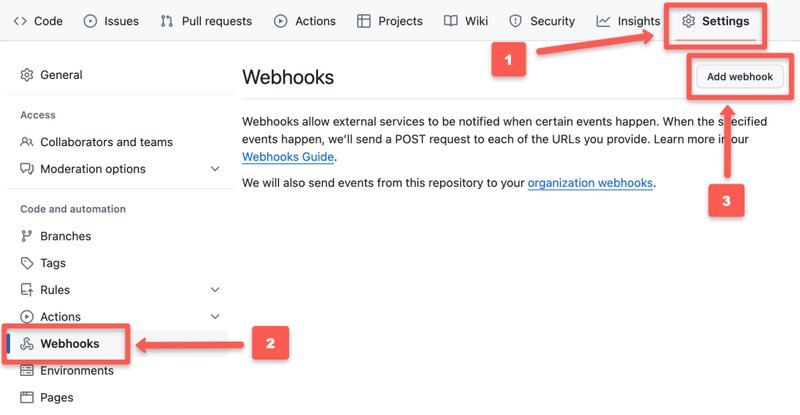 Code Issues Pull requests Actions Projects Wiki Security Insights Settings
1
General
Access
Collaborators and teams
Moderation options
Code and automation
Branches
Tags
Rules
Actions
Webhooks
Environments
Pages
2
Webhooks
Add webhook
Webhooks allow external services to be notified when certain events happen. When the specified
events happen, we’ll send a POST request to each of the URLs you provide. Learn more in our
Webhooks Guide.
We will also send events from this repository to your organization webhooks.
3